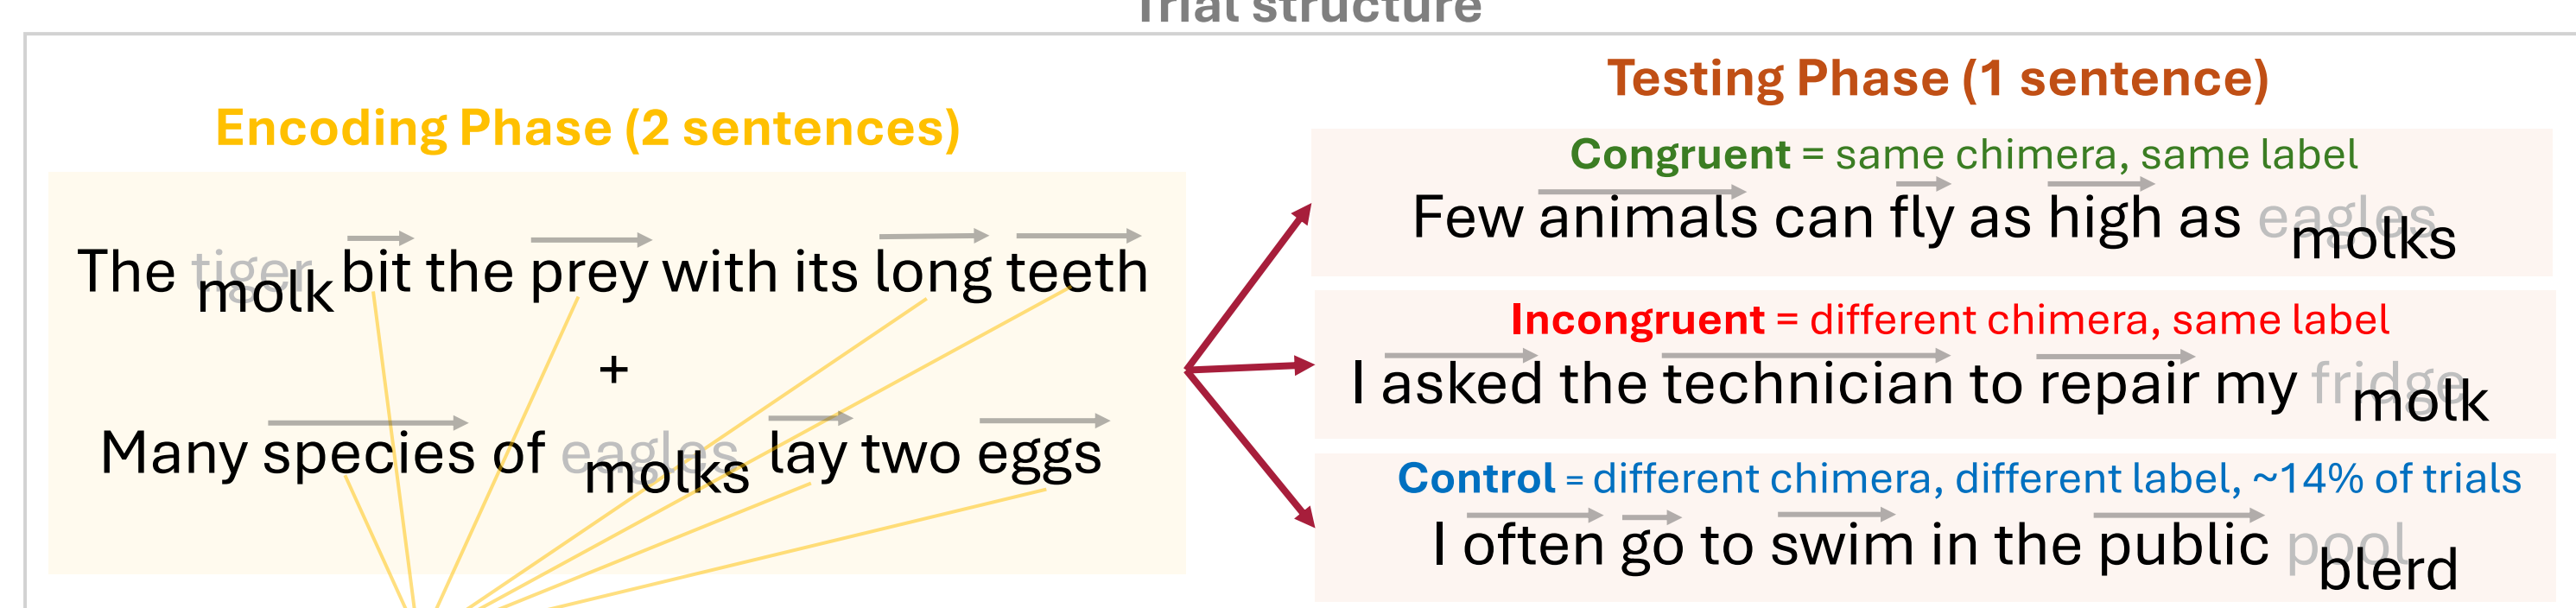 Trial structure
Encoding Phase (2 sentences)
The tiger molk bit the prey with its long teeth
+
Many species of eagles molks lay two eggs
Testing Phase (1 sentence)
Congruent = same chimera, same label
Few animals can fly as high as eagles molks
Incongruent = different chimera, same label
I asked the technician to repair my fridge molk
Control = different chimera, different label, ~14% of trials
I often go to swim in the public pool blerd